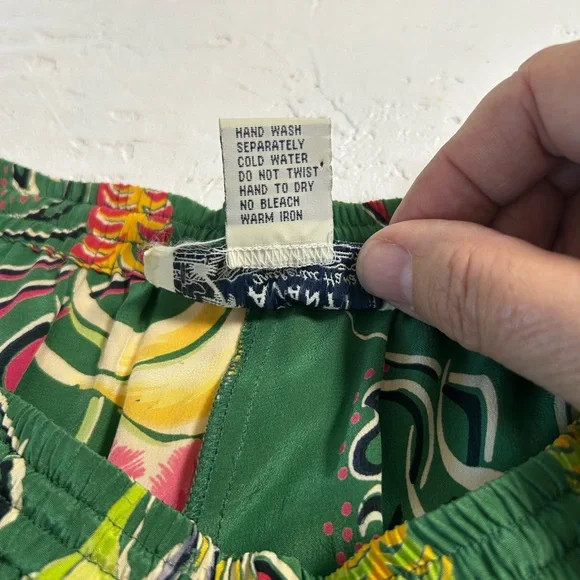 HAND WASH
SEPARATELY
COLD WATER
DO NOT TWIST
HAND TO DRY
NO BLEACH
WARM IRON